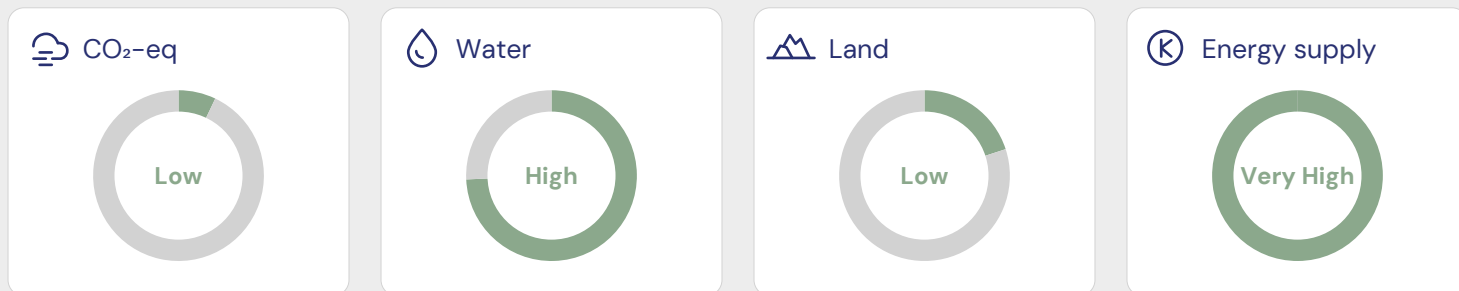 CO₂-eq
Low
Water
High
Land
Low
Energy supply
Very High